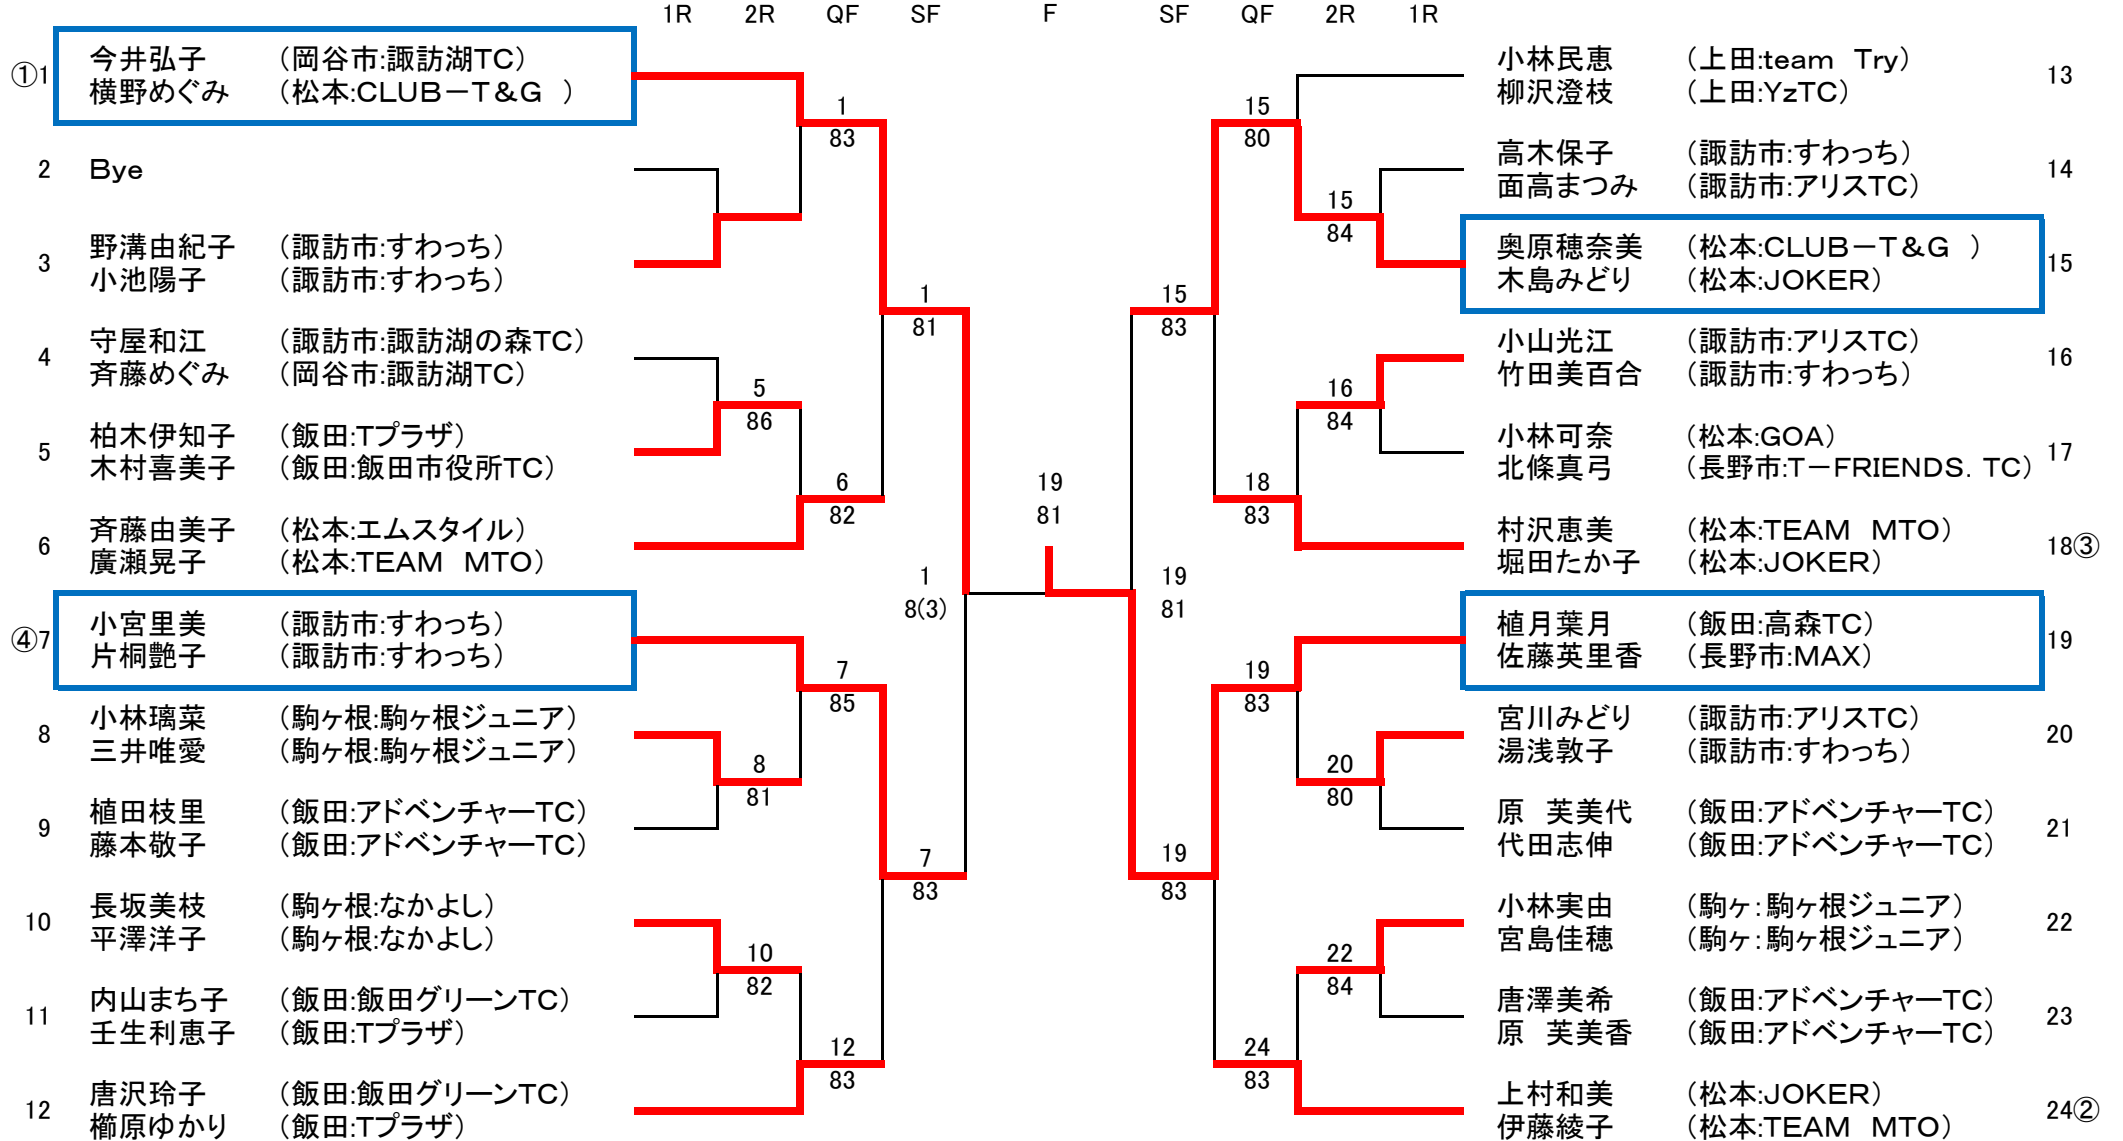 1R 2R QF SF F SF QF 2R 1R
①1 今井弘子 （岡谷市:諏訪湖TC）
横野めぐみ （松本:CLUB－T＆G ）
2 Bye
3 野溝由紀子 （諏訪市:すわっち）
小池陽子 （諏訪市:すわっち）
4 守屋和江 （諏訪市:諏訪湖の森TC）
斉藤めぐみ （岡谷市:諏訪湖TC）
5 柏木伊知子 （飯田:Tプラザ）
木村喜美子 （飯田:飯田市役所TC）
6 斉藤由美子 （松本:エムスタイル）
廣瀬晃子 （松本:TEAM MTO）
④7 小宮里美 （諏訪市:すわっち）
片桐艶子 （諏訪市:すわっち）
8 小林璃菜 （駒ヶ根:駒ヶ根ジュニア）
三井唯愛 （駒ヶ根:駒ヶ根ジュニア）
9 植田枝里 （飯田:アドベンチャーTC）
藤本敬子 （飯田:アドベンチャーTC）
10 長坂美枝 （駒ヶ根:なかよし）
平澤洋子 （駒ヶ根:なかよし）
11 内山まち子 （飯田:飯田グリーンTC）
壬生利恵子 （飯田:Tプラザ）
12 唐沢玲子 （飯田:飯田グリーンTC）
櫛原ゆかり （飯田:Tプラザ）
5
86
8
81
10
82
1
83
6
82
7
85
12
83
1
81
7
83
1
8(3)
19
81
19
81
15
83
19
83
15
80
18
83
19
83
24
83
15
84
16
84
20
80
22
84
小林民恵 （上田:team Try） 13
柳沢澄枝 （上田:YzTC）
高木保子 （諏訪市:すわっち） 14
面高まつみ （諏訪市:アリスTC）
奥原穂奈美 （松本:CLUB－T＆G ） 15
木島みどり （松本:JOKER）
小山光江 （諏訪市:アリスTC） 16
竹田美百合 （諏訪市:すわっち）
小林可奈 （松本:GOA） 17
北條真弓 （長野市:T－FRIENDS．TC）
村沢恵美 （松本:TEAM MTO） 18③
堀田たか子 （松本:JOKER）
植月葉月 （飯田:高森TC） 19
佐藤英里香 （長野市:MAX）
宮川みどり （諏訪市:アリスTC） 20
湯浅敦子 （諏訪市:すわっち）
原 芙美代 （飯田:アドベンチャーTC） 21
代田志伸 （飯田:アドベンチャーTC）
小林実由 （駒ヶ：駒ヶ根ジュニア） 22
宮島佳穂 （駒ヶ：駒ヶ根ジュニア）
唐澤美希 （飯田:アドベンチャーTC） 23
原 芙美香 （飯田:アドベンチャーTC）
上村和美 （松本:JOKER） 24②
伊藤綾子 （松本:TEAM MTO）